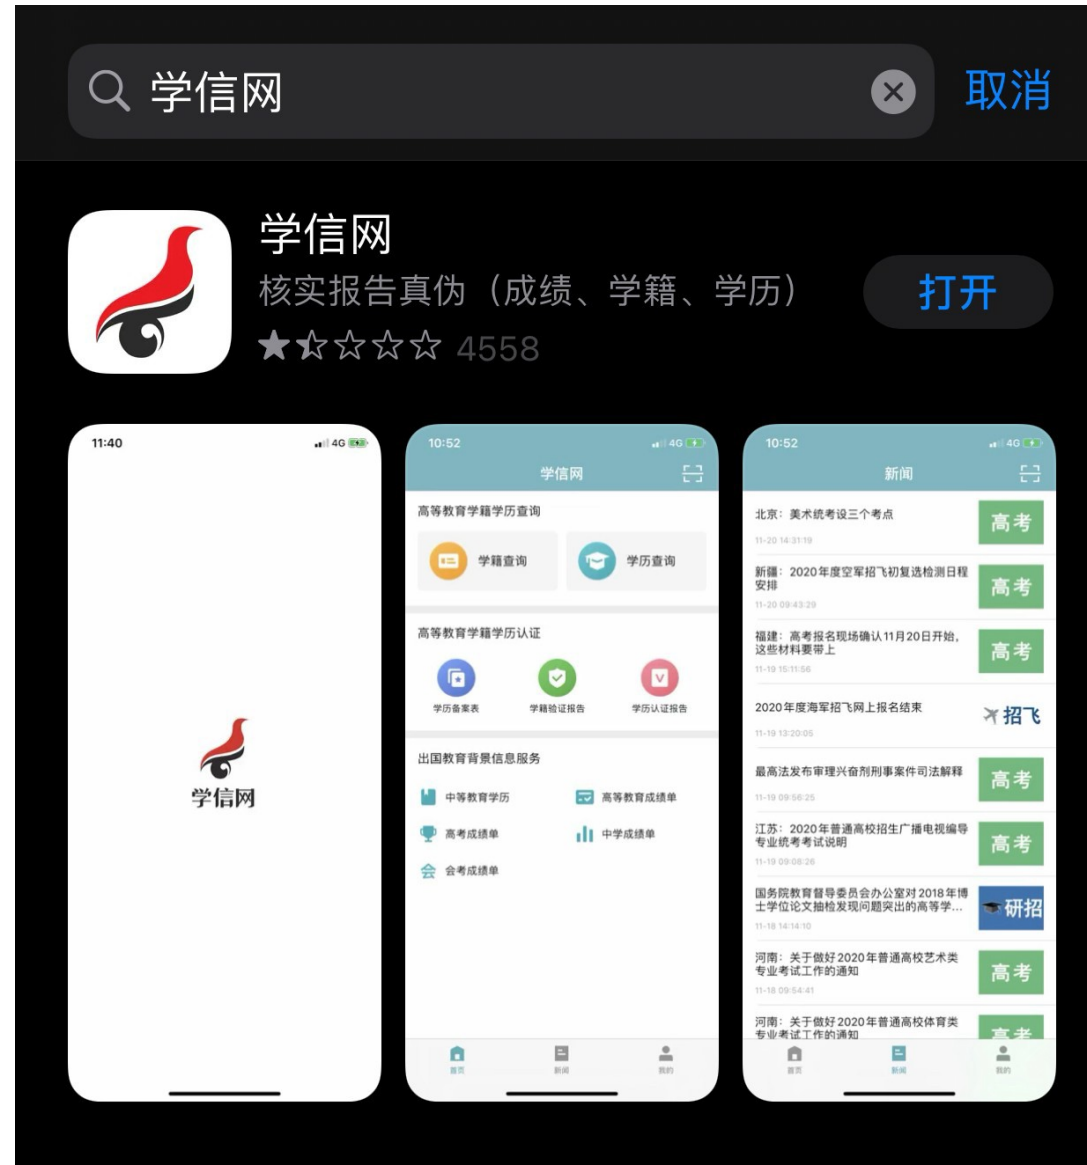 学信网
取消
学信网
核实报告真伪（成绩、学籍、学历）
打开
4558
11:40
4G
学信网
10:52
4G
学信网
高等教育学籍学历查询
学籍查询
学历查询
高等教育学籍学历认证
学历备案表
学籍验证报告
学历认证报告
出国教育背景信息服务
中等教育学历
高等教育成绩单
高考成绩单
中学成绩单
会考成绩单
首页
新闻
我的
10:52
4G
新闻
北京：美术统考设三个考点
11-20 14:31:19
高考
新疆：2020年度空军招飞初复选检测日程
安排
11-20 09:43:29
高考
福建：高考报名现场确认11月20日开始，
这些材料要带上
11-19 15:11:56
高考
2020年度海军招飞网上报名结束
11-19 13:20:05
招飞
最高法发布审理兴奋剂刑事案件司法解释
11-19 09:56:25
高考
江苏：2020年普通高校招生广播电视编导
专业统考考试说明
11-19 09:08:26
高考
国务院教育督导委员会办公室对2018年博
士学位论文抽检发现问题突出的高等学...
11-18 14:14:10
研招
河南：关于做好2020年普通高校艺术类
专业考试工作的通知
11-18 09:54:41
高考
河南：关于做好2020年普通高校体育类
专业考试工作的通知
高考
首页
新闻
我的